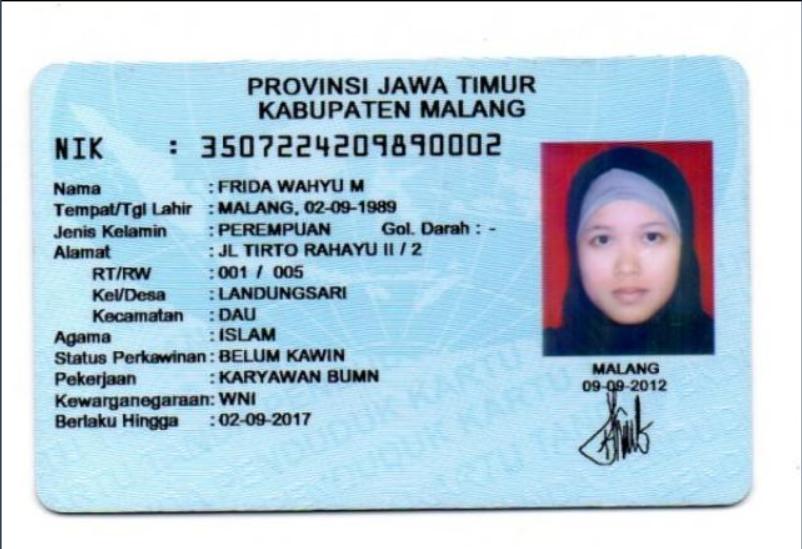 PROVINSI JAWA TIMUR
KABUPATEN MALANG
NIK : 3507224209890002
Nama : FRIDA WAHYU M
Tempat/Tgl Lahir : MALANG, 02-09-1989
Jenis Kelamin : PEREMPUAN Gol. Darah : -
Alamat : JL TIRTO RAHAYU II / 2
RT/RW : 001 / 005
Kel/Desa : LANDUNGSARI
Kecamatan : DAU
Agama : ISLAM
Status Perkawinan : BELUM KAWIN
Pekerjaan : KARYAWAN BUMN
Kewarganegaraan: WNI
Berlaku Hingga : 02-09-2017
MALANG
09-09-2012